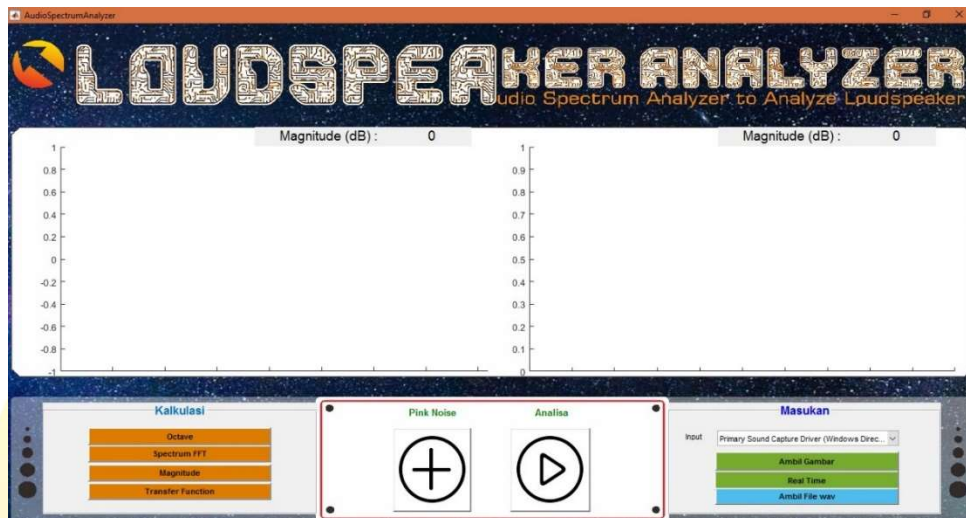 AudioSpectrumAnalyzer
LOUDSPEAKER ANALYZER
udio Spectrum Analyzer to Analyze Loudspeaker
Magnitude (dB) : 0
Magnitude (dB) : 0
1
0.8
0.6
0.4
0.2
0
-0.2
-0.4
-0.6
-0.8
-1
1
0.9
0.8
0.7
0.6
0.5
0.4
0.3
0.2
0.1
0
Kalkulasi
Octave
Spectrum FFT
Magnitude
Transfer Function
Pink Noise
Analisa
Masukan
Input
Primary Sound Capture Driver (Windows Direc...
Ambil Gambar
Real Time
Ambil File wav